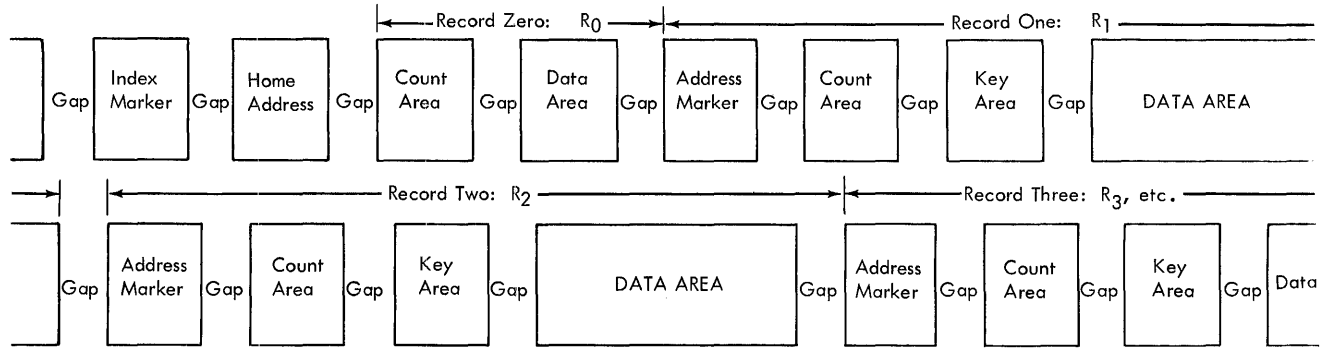 Record Zero: R0 Record One: R1
Gap Index Marker Gap Home Address Gap Count Area Gap Data Area Gap Address Marker Gap Count Area Gap Key Area Gap DATA AREA
Record Two: R2 Record Three: R3, etc.
Gap Address Marker Gap Count Area Gap Key Area Gap DATA AREA Gap Address Marker Gap Count Area Gap Key Area Gap Data